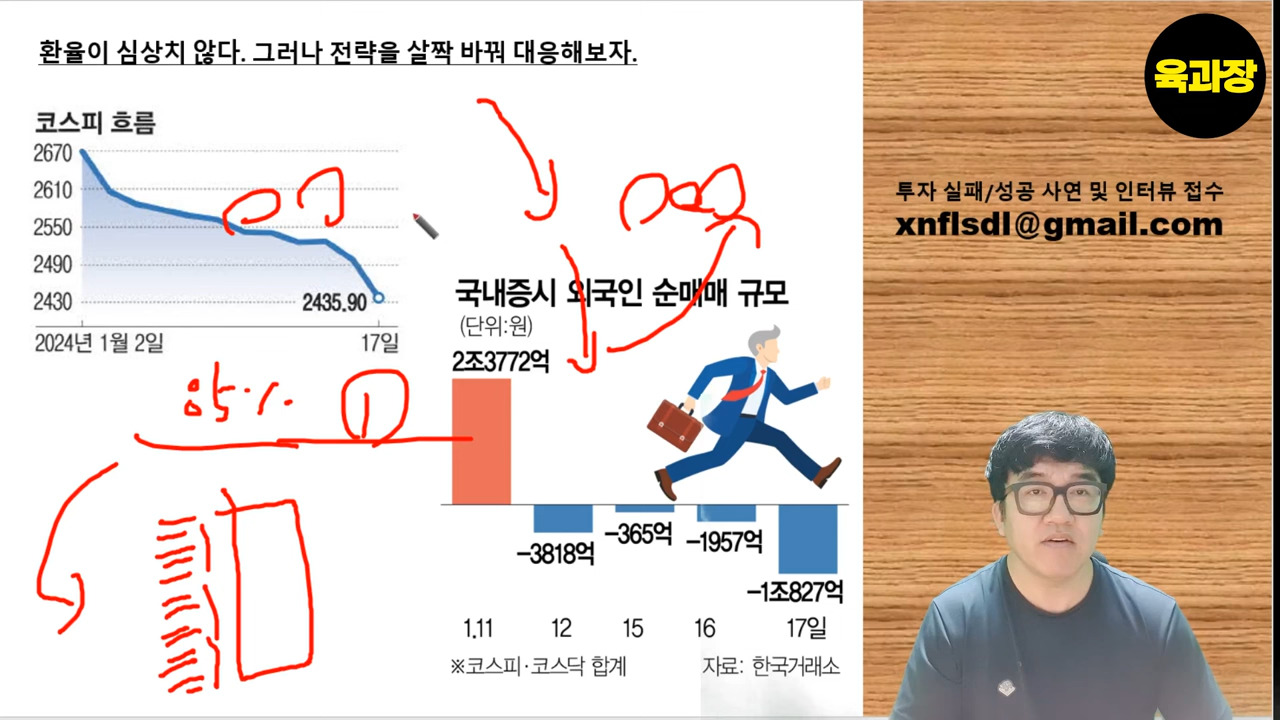 환율이 심상치 않다. 그러나 전략을 살짝 바꿔 대응해보자.
육과장
코스피 흐름
2670
2610
2550
2490
2430
2435.90
2024년 1월 2일
17일
투자 실패/성공 사연 및 인터뷰 접수
xnflsdl@gmail.com
국내증시 외국인 순매매 규모
(단위:원)
2조3772억
-3818억
-365억
-1957억
-1조827억
1.11
12
15
16
17일
※코스피·코스닥 합계
자료: 한국거래소
85%
1